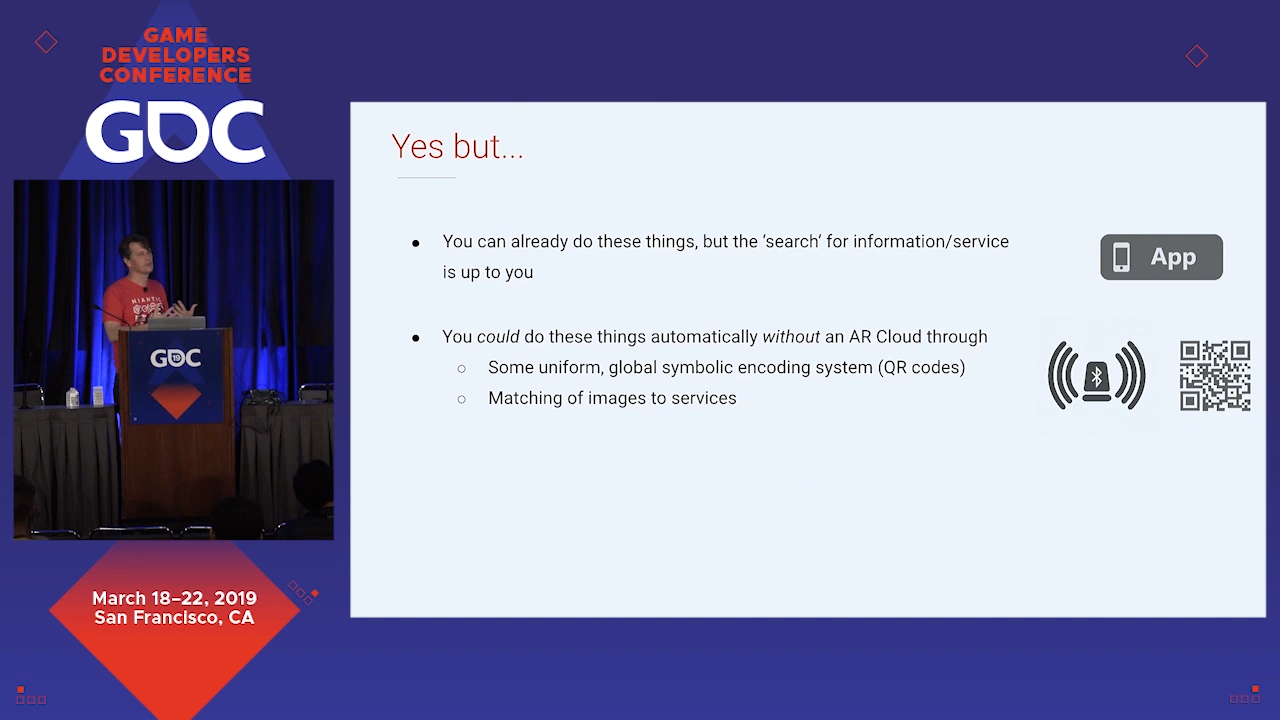 GAME
DEVELOPERS
CONFERENCE
GDC
Yes but...
You can already do these things, but the ‘search’ for information/service
is up to you
App
You could do these things automatically without an AR Cloud through
Some uniform, global symbolic encoding system (QR codes)
Matching of images to services
NIANTIC
GDC
19
March 18–22, 2019
San Francisco, CA